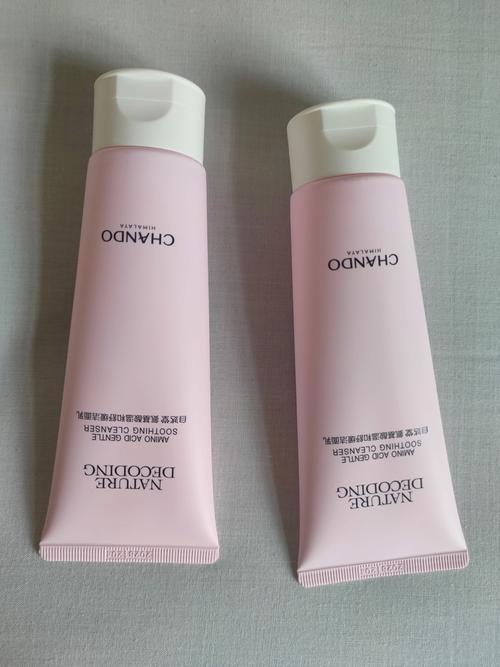 NATURE
DECODING
AMINO ACID GENTLE
SOOTHING CLEANSER
自然堂 氨基酸温和舒缓洁面乳
CHANDO
HIMALAYA
NATURE
DECODING
AMINO ACID GENTLE
SOOTHING CLEANSER
自然堂 氨基酸温和舒缓洁面乳
CHANDO
HIMALAYA